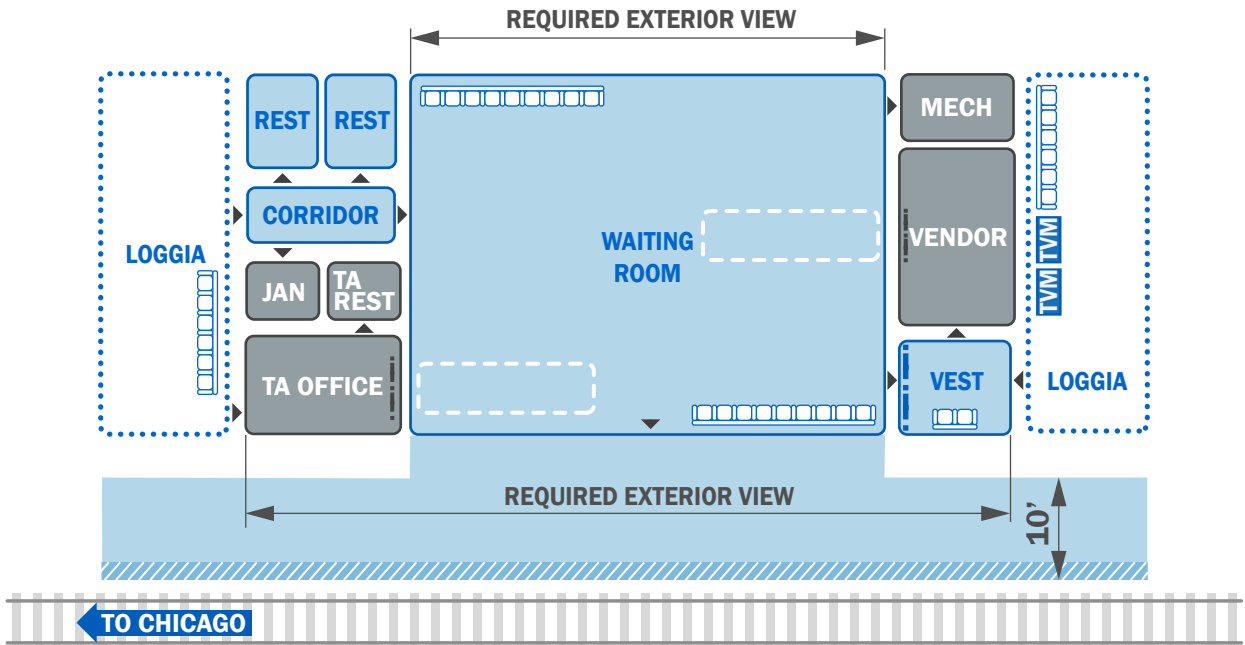 REQUIRED EXTERIOR VIEW
REST
REST
MECH
CORRIDOR
LOGGIA
WAITING
ROOM
VENDOR
TVM
TVM
JAN
TA
REST
TA OFFICE
VEST
LOGGIA
REQUIRED EXTERIOR VIEW
10’
TO CHICAGO